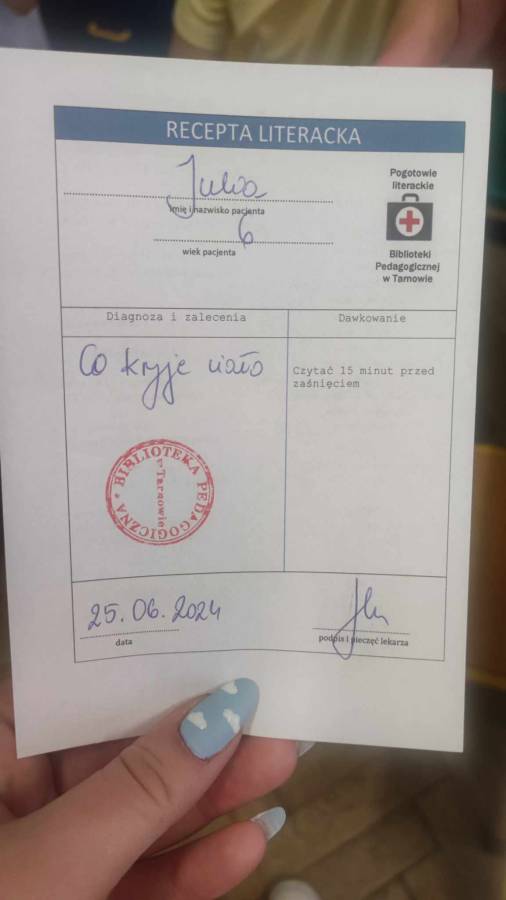 RECEPTA LITERACKA
Julia
imię i nazwisko pacjenta
6
wiek pacjenta
Pogotowie
literackie
Biblioteki
Pedagogicznej
w Tarnowie
Diagnoza i zalecenia
Dawkowanie
Co kryje ciało
Czytać 15 minut przed
zaśnięciem
BIBLIOTEKA PEDAGOGICZNA
w Tarnowie
25.06.2024
data
podpis i pieczęć lekarza